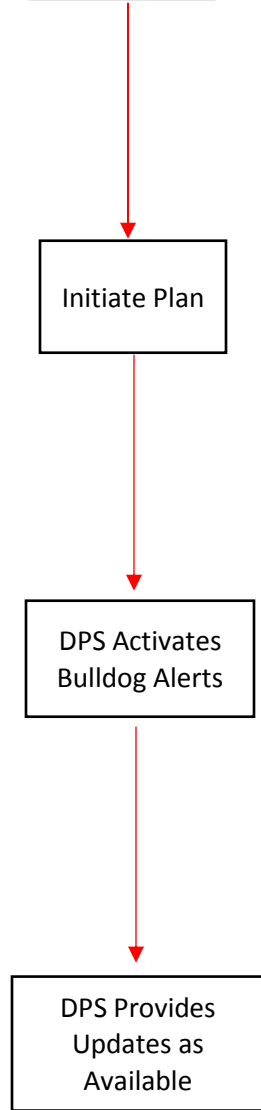 Initiate Plan
DPS Activates
Bulldog Alerts
DPS Provides
Updates as
Available